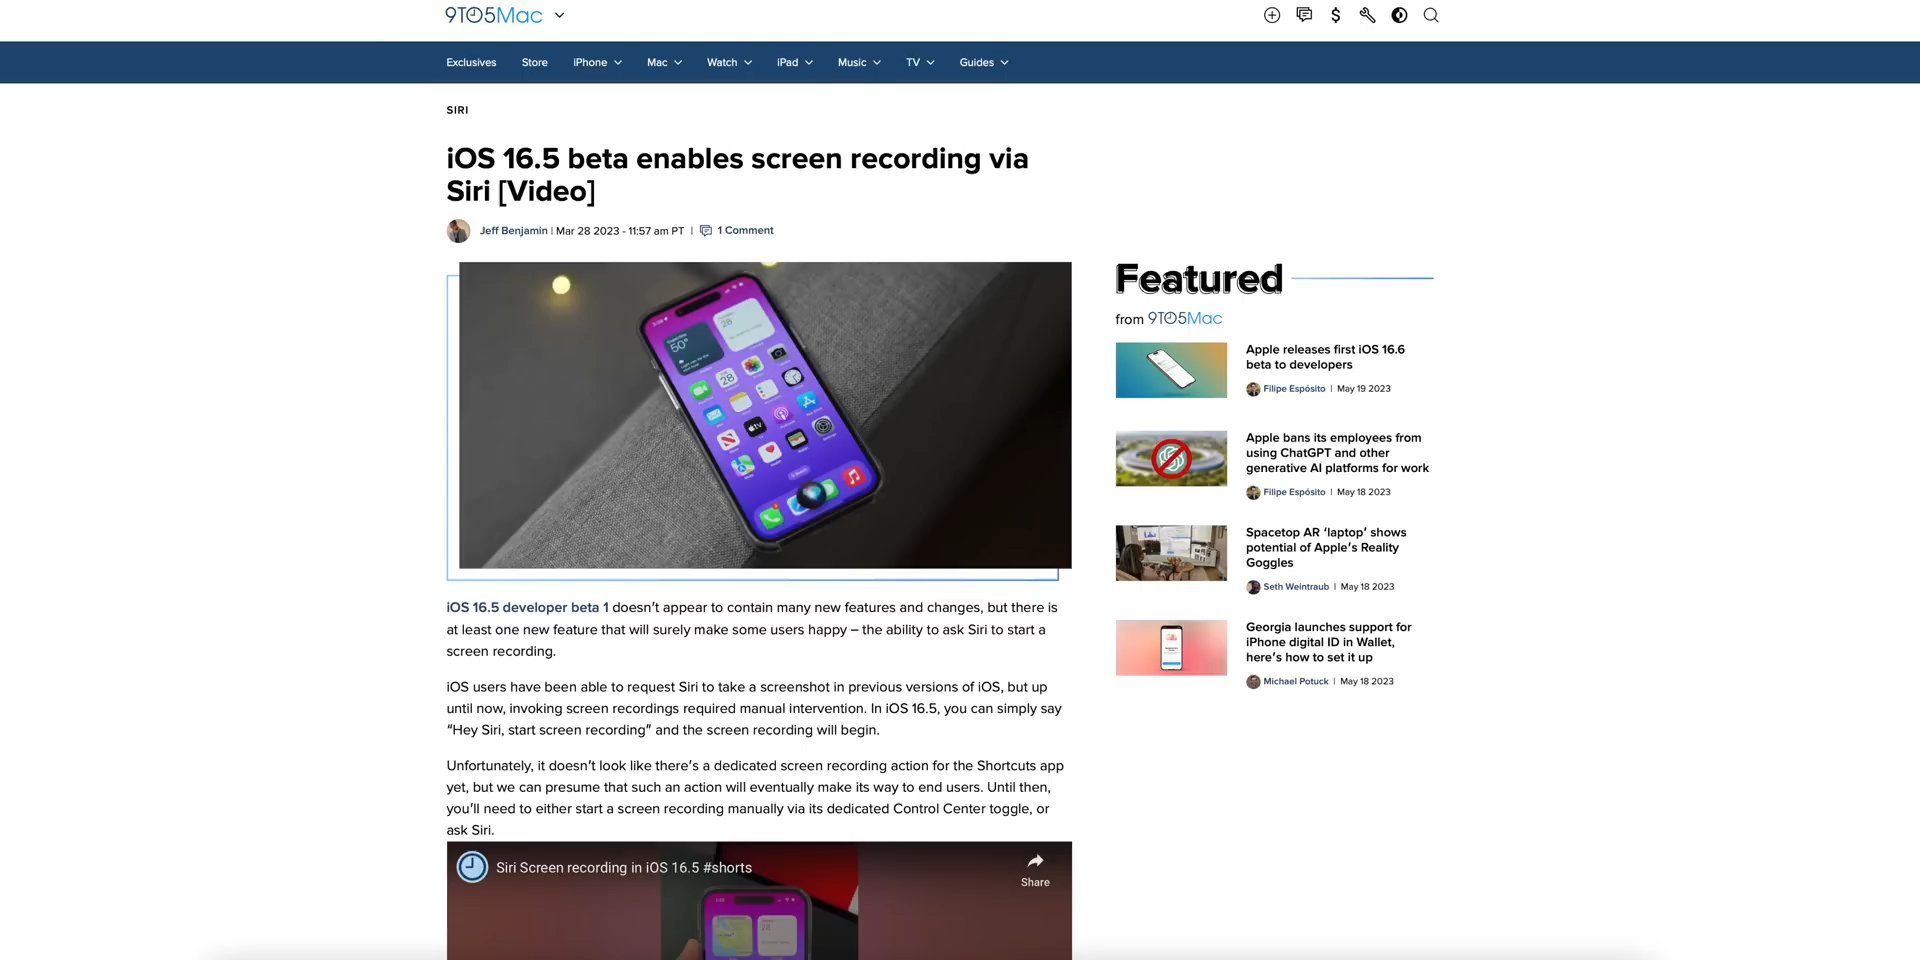 9TO5Mac
Exclusives Store iPhone Mac Watch iPad Music TV Guides
SIRI
iOS 16.5 beta enables screen recording via
Siri [Video]
Jeff Benjamin | Mar 28 2023 - 11:57 am PT | 1 Comment
iOS 16.5 developer beta 1 doesn't appear to contain many new features and changes, but there is
at least one new feature that will surely make some users happy – the ability to ask Siri to start a
screen recording.
iOS users have been able to request Siri to take a screenshot in previous versions of iOS, but up
until now, invoking screen recordings required manual intervention. In iOS 16.5, you can simply say
"Hey Siri, start screen recording" and the screen recording will begin.
Unfortunately, it doesn't look like there's a dedicated screen recording action for the Shortcuts app
yet, but we can presume that such an action will eventually make its way to end users. Until then,
you'll need to either start a screen recording manually via its dedicated Control Center toggle, or
ask Siri.
Siri Screen recording in iOS 16.5 #shorts
Share
Featured
from 9TO5Mac
Apple releases first iOS 16.6
beta to developers
Filipe Espósito | May 19 2023
Apple bans its employees from
using ChatGPT and other
generative AI platforms for work
Filipe Espósito | May 18 2023
Spacetop AR 'laptop' shows
potential of Apple's Reality
Goggles
Seth Weintraub | May 18 2023
Georgia launches support for
iPhone digital ID in Wallet,
here's how to set it up
Michael Potuck | May 18 2023